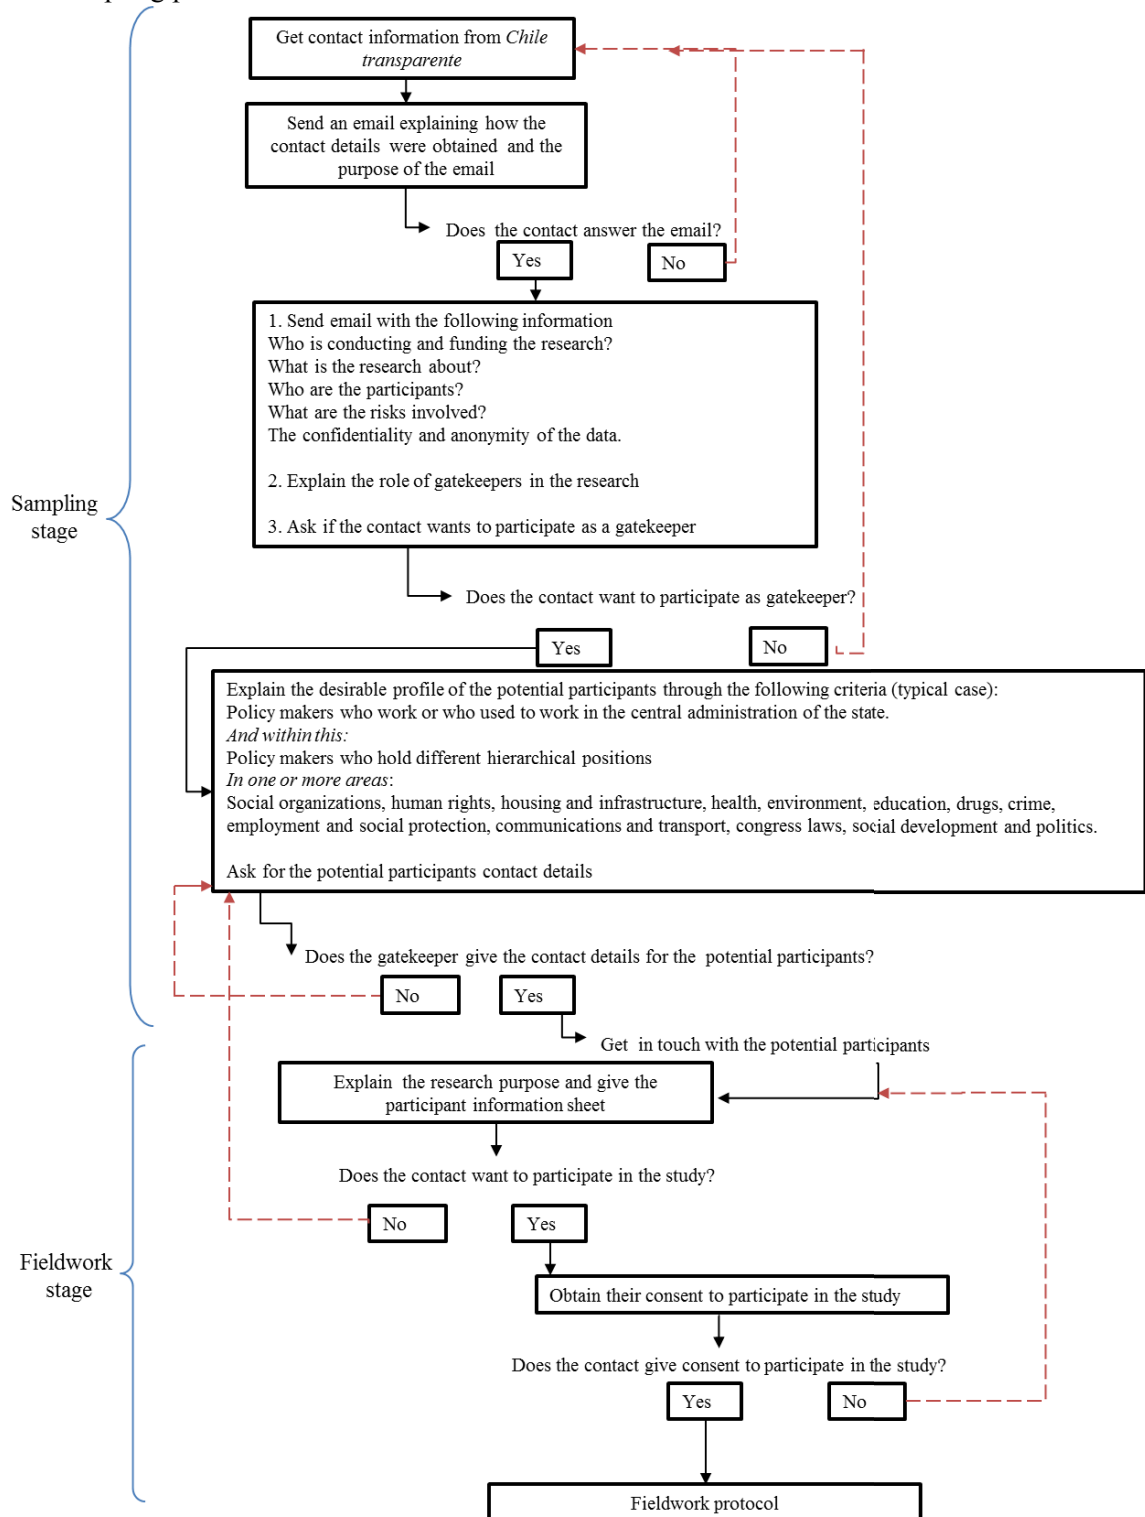 Get contact information from Chile
transparente
Send an email explaining how the
contact details were obtained and the
purpose of the email
Does the contact answer the email?
Yes
No
1. Send email with the following information
Who is conducting and funding the research?
What is the research about?
Who are the participants?
What are the risks involved?
The confidentiality and anonymity of the data.
2. Explain the role of gatekeepers in the research
3. Ask if the contact wants to participate as a gatekeeper
Sampling
stage
Does the contact want to participate as gatekeeper?
Yes
No
Explain the desirable profile of the potential participants through the following criteria (typical case):
Policy makers who work or who used to work in the central administration of the state.
And within this:
Policy makers who hold different hierarchical positions
In one or more areas:
Social organizations, human rights, housing and infrastructure, health, environment, education, drugs, crime,
employment and social protection, communications and transport, congress laws, social development and politics.
Ask for the potential participants contact details
Does the gatekeeper give the contact details for the potential participants?
No
Yes
Get in touch with the potential participants
Explain the research purpose and give the
participant information sheet
Does the contact want to participate in the study?
No
Yes
Fieldwork
stage
Obtain their consent to participate in the study
Does the contact give consent to participate in the study?
Yes
No
Fieldwork protocol